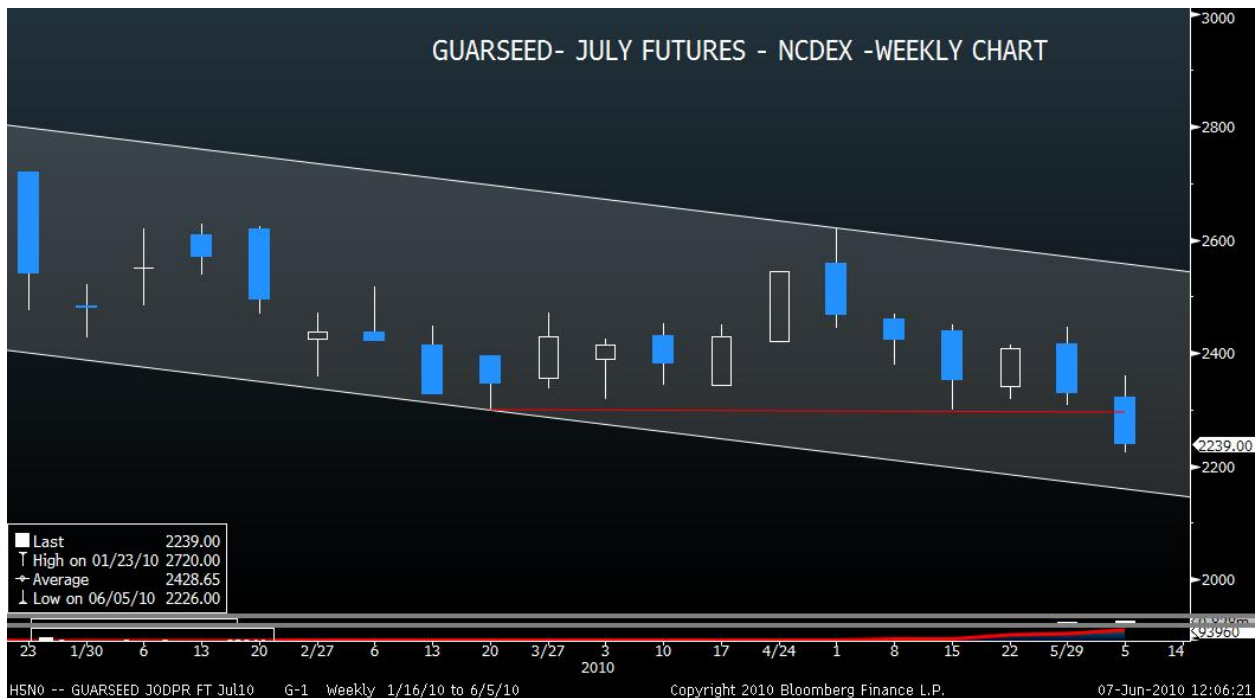 GUARSEED- JULY FUTURES - NCDEX -WEEKLY CHART
3000
2800
2600
2400
2239.00
2200
2000
Last 2239.00
High on 01/23/10 2720.00
Average 2428.65
Low on 06/05/10 2226.00
93960
23 1/30 6 13 20 2/27 6 13 20 3/27 3 10 17 4/24 1 8 15 22 5/29 5 14
2010
H5N0 -- GUARSEED JODPR FT Jul10 G-1 Weekly 1/16/10 to 6/5/10 Copyright 2010 Bloomberg Finance L.P. 07-Jun-2010 12:06:21